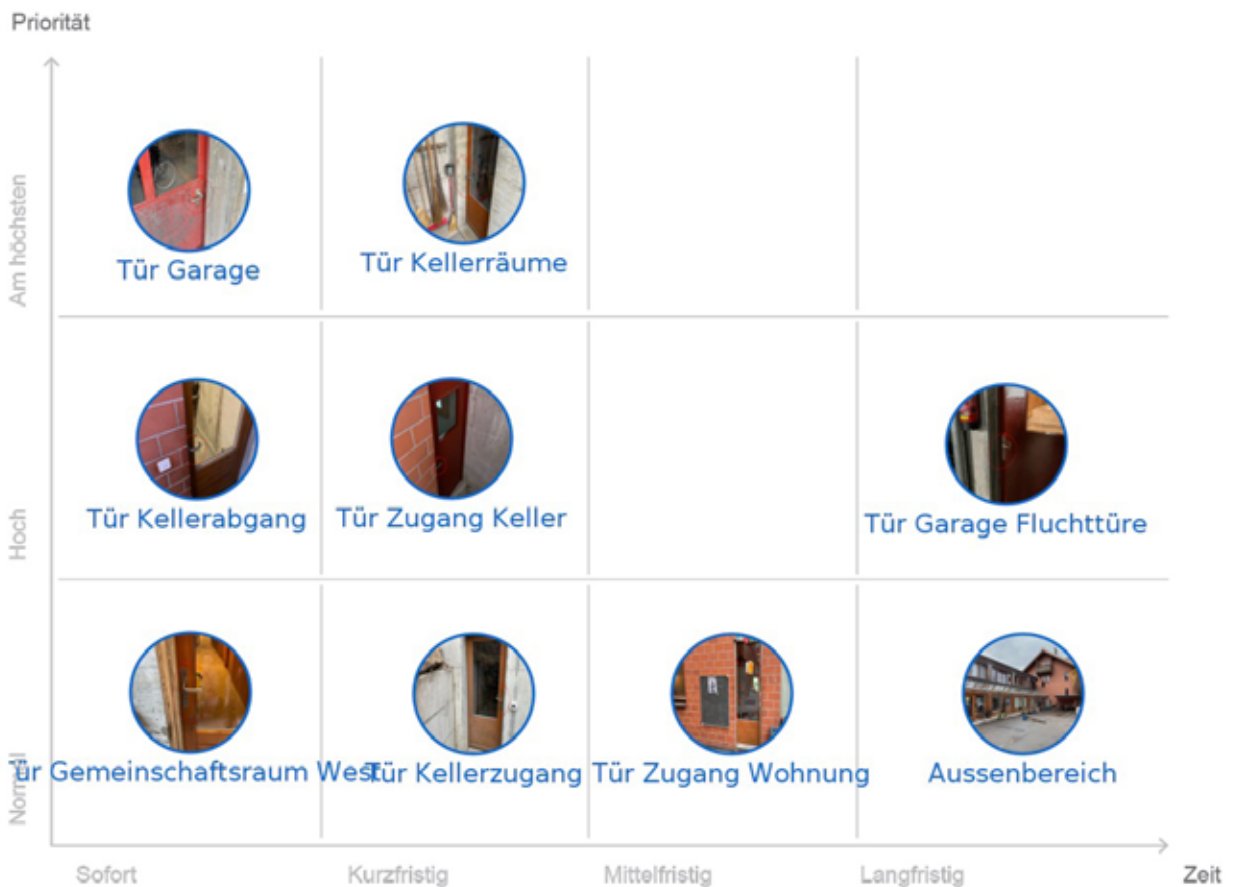 Priorität
Am höchsten
Tür Garage
Tür Kellerräume
Hoch
Tür Kellerabgang
Tür Zugang Keller
Tür Garage Fluchttüre
Normal
Tür Gemeinschaftsraum West
Tür Kellerzugang
Tür Zugang Wohnung
Aussenbereich
Sofort
Kurzfristig
Mittelfristig
Langfristig
Zeit